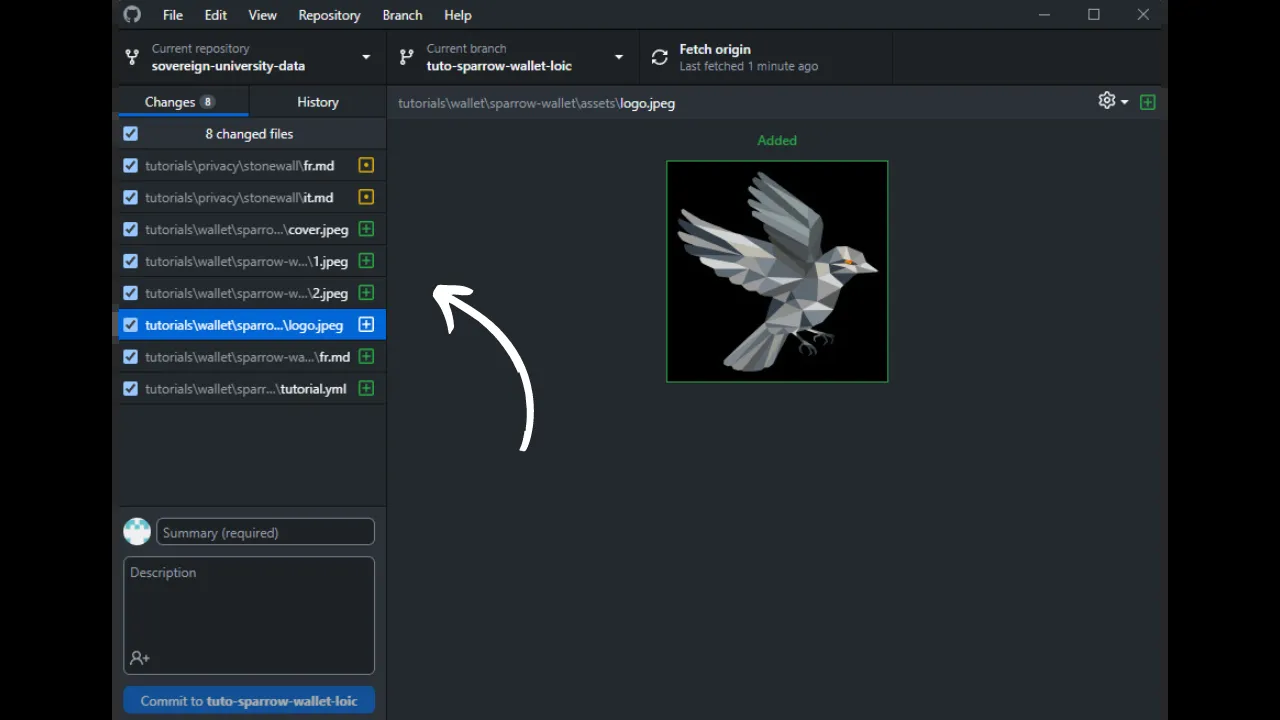 File Edit View Repository Branch Help
Current repository
sovereign-university-data
Current branch
tuto-sparrow-wallet-loic
Fetch origin
Last fetched 1 minute ago
Changes 8
History
tutorials\wallet\sparrow-wallet\assets\logo.jpeg
8 changed files
Added
tutorials\privacy\stonewall\fr.md
tutorials\privacy\stonewall\it.md
tutorials\wallet\sparro...\cover.jpeg
tutorials\wallet\sparrow-w...\1.jpeg
tutorials\wallet\sparrow-w...\2.jpeg
tutorials\wallet\sparro...\logo.jpeg
tutorials\wallet\sparrow-wa...\fr.md
tutorials\wallet\sparr...\tutorial.yml
Summary (required)
Description
Commit to tuto-sparrow-wallet-loic